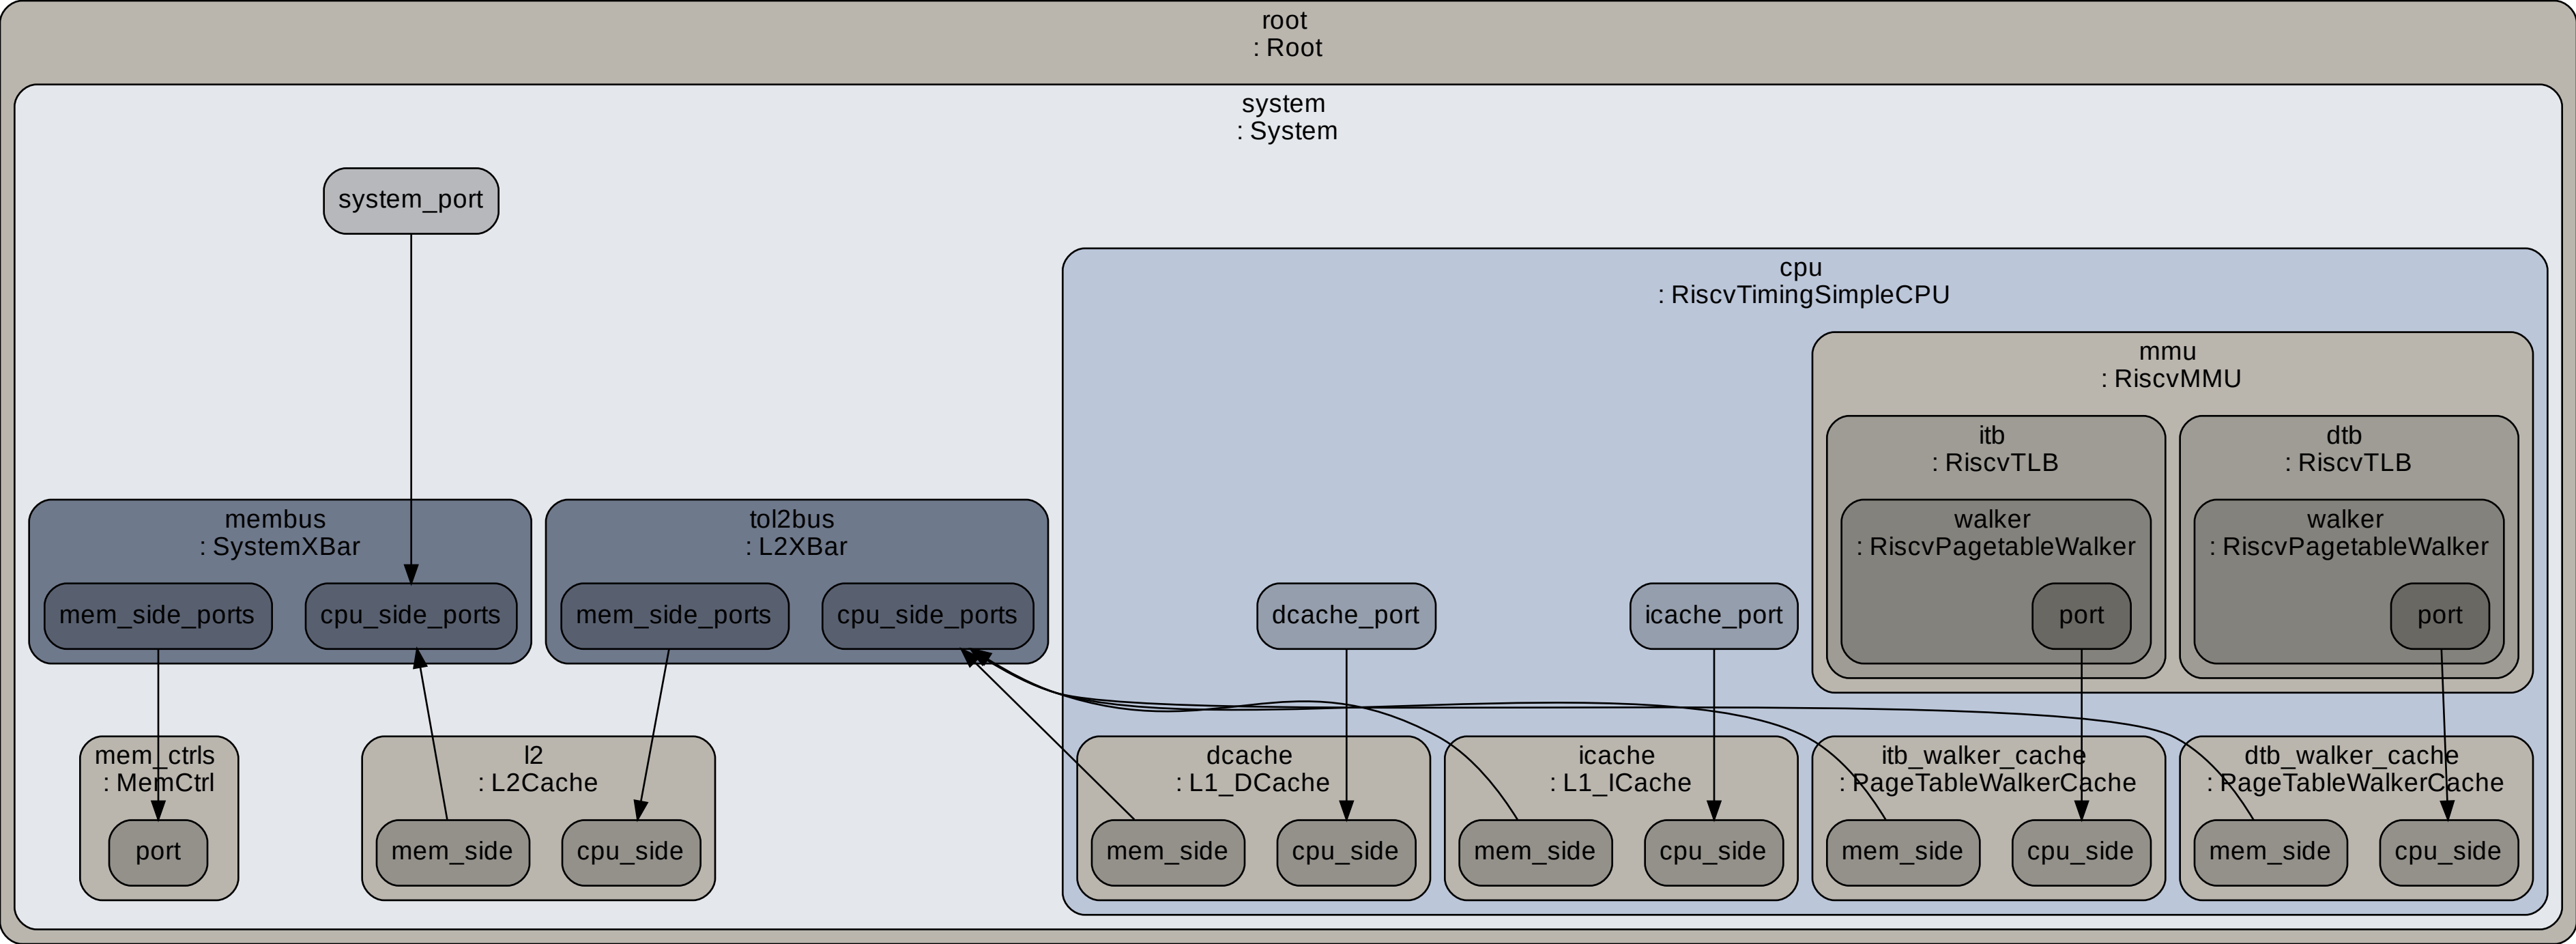 root
: Root
system
: System
system_port
cpu
: RiscvTimingSimpleCPU
mmu
: RiscvMMU
itb
: RiscvTLB
dtb
: RiscvTLB
membus
: SystemXBar
tol2bus
: L2XBar
walker
: RiscvPagetableWalker
walker
: RiscvPagetableWalker
mem_side_ports
cpu_side_ports
mem_side_ports
cpu_side_ports
dcache_port
icache_port
port
port
mem_ctrls
: MemCtrl
l2
: L2Cache
dcache
: L1_DCache
icache
: L1_ICache
itb_walker_cache
: PageTableWalkerCache
dtb_walker_cache
: PageTableWalkerCache
port
mem_side
cpu_side
mem_side
cpu_side
mem_side
cpu_side
mem_side
cpu_side
mem_side
cpu_side